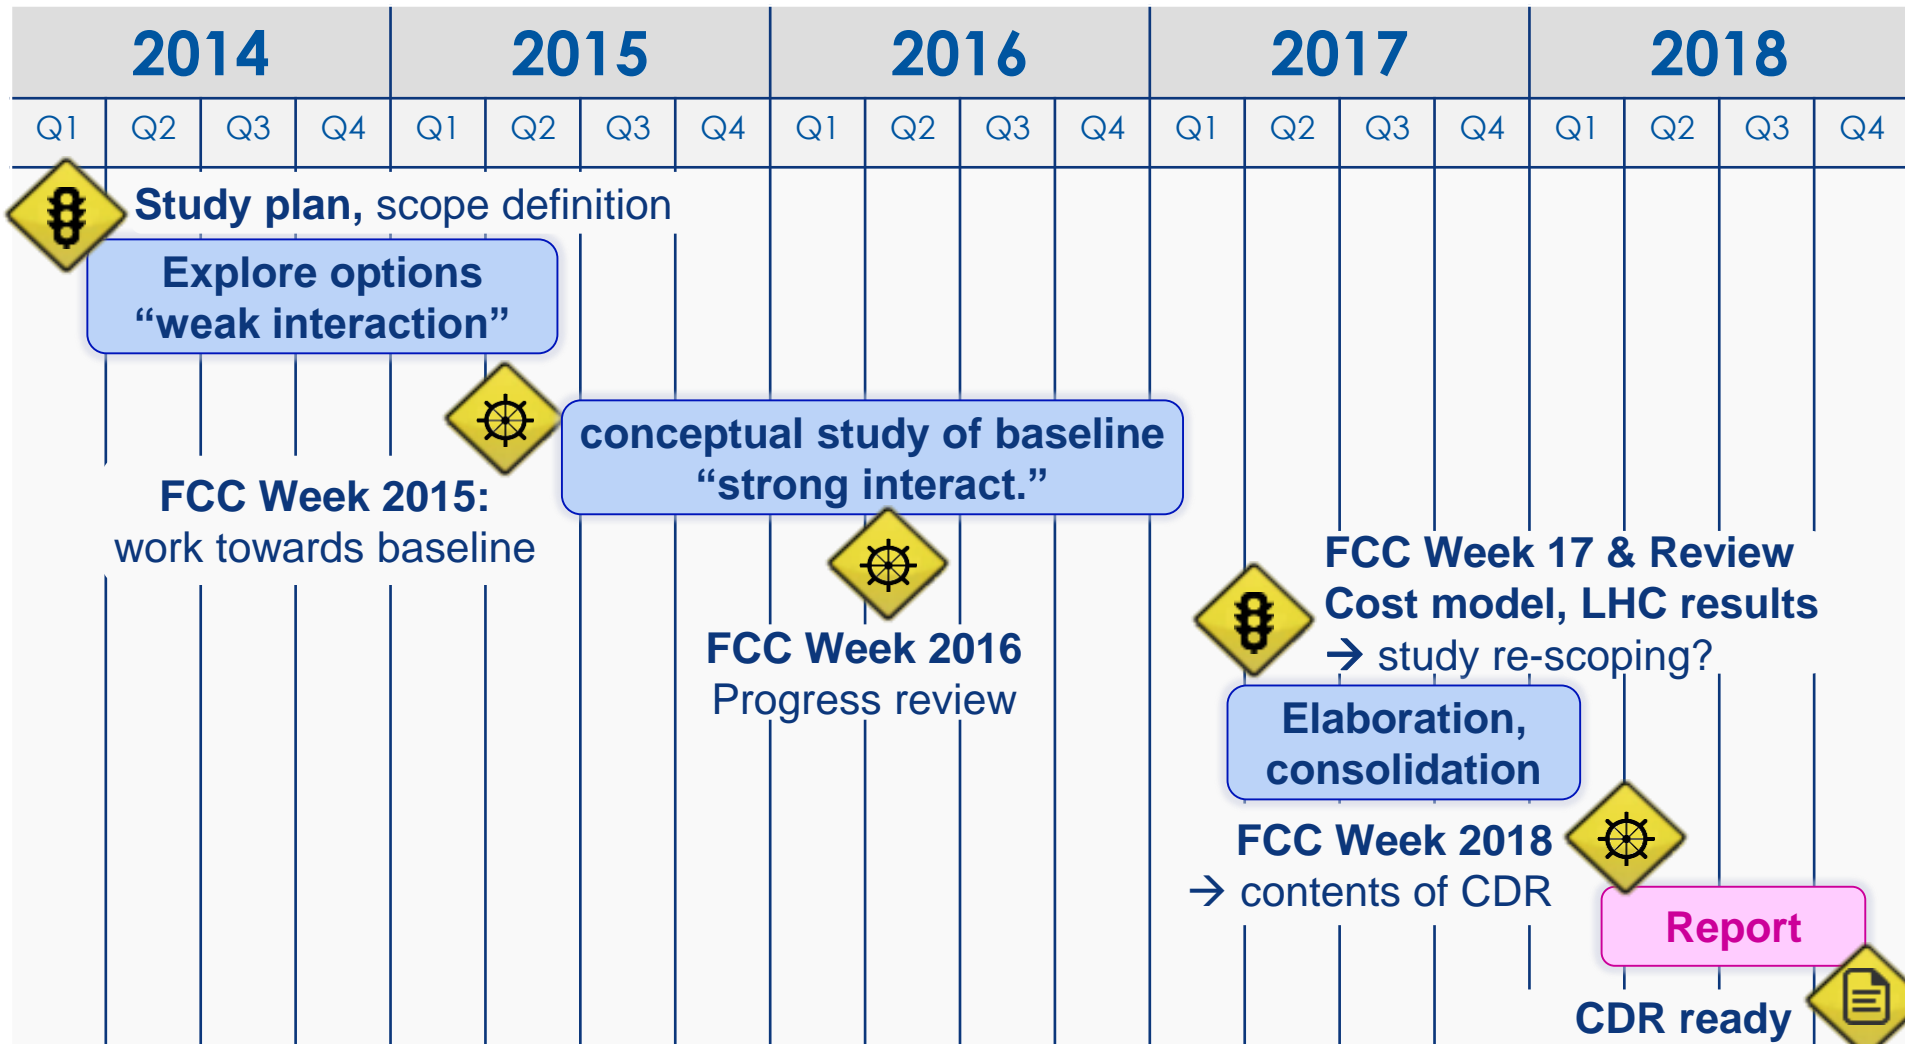 2014 2015 2016 2017 2018
Q1 Q2 Q3 Q4 Q1 Q2 Q3 Q4 Q1 Q2 Q3 Q4 Q1 Q2 Q3 Q4 Q1 Q2 Q3 Q4
Study plan, scope definition
Explore options
“weak interaction”
conceptual study of baseline
“strong interact.”
FCC Week 2015:
work towards baseline
FCC Week 17 & Review
Cost model, LHC results
→ study re-scoping?
FCC Week 2016
Progress review
Elaboration,
consolidation
FCC Week 2018
→ contents of CDR
Report
CDR ready